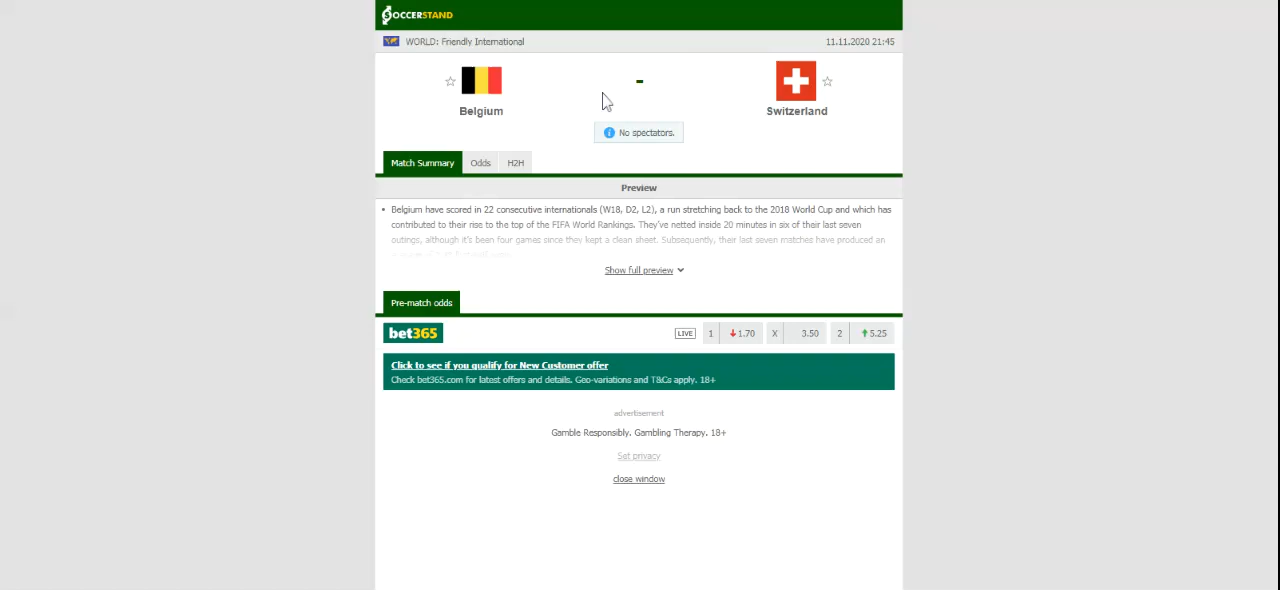 SOCCERSTAND
WORLD: Friendly International 11.11.2020 21:45
-
Belgium Switzerland
No spectators.
Match Summary Odds H2H
Preview
• Belgium have scored in 22 consecutive internationals (W18, D2, L2), a run stretching back to the 2018 World Cup and which has
contributed to their rise to the top of the FIFA World Rankings. They've netted inside 20 minutes in six of their last seven
outings, although it's been four games since they kept a clean sheet. Subsequently, their last seven matches have produced an
Show full preview
Pre-match odds
bet365 LIVE 1 1.70 X 3.50 2 5.25
Click to see if you qualify for New Customer offer
Check bet365.com for latest offers and details. Geo-variations and T&Cs apply. 18+
advertisement
Gamble Responsibly. Gambling Therapy. 18+
Set privacy
close window